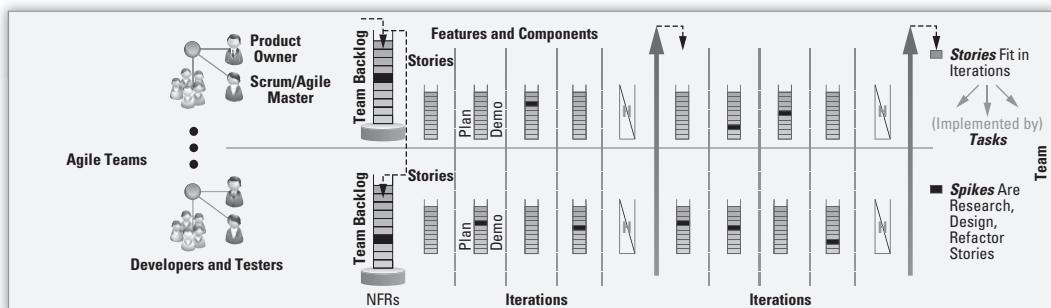 Product
Owner
Scrum/Agile
Master
Agile Teams
Developers and Testers
Team Backlog
Features and Components
Stories
Plan
Demo
H
H
Team Backlog
Stories
Plan
Demo
H
H
NFRs
Iterations
Iterations
Stories Fit in
Iterations
(Implemented by)
Tasks
Spikes Are
Research,
Design,
Refactor
Stories
Team